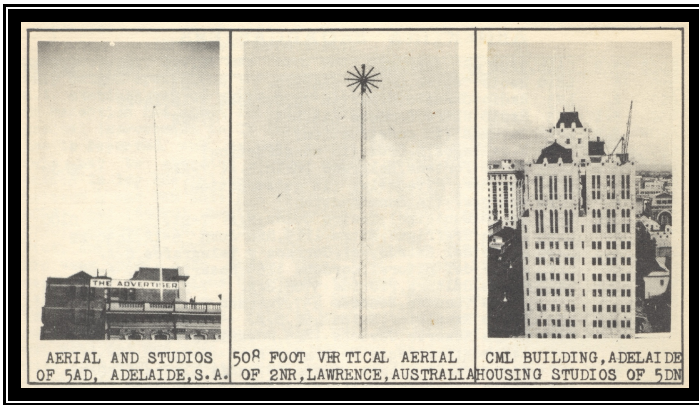 THE ADVERTISER
AERIAL AND STUDIOS
OF 5AD, ADELAIDE,S.A.
508 FOOT VERTICAL AERIAL
OF 2NR,LAWRENCE,AUSTRALIA
CML BUILDING,ADELAIDE
HOUSING STUDIOS OF 5DN